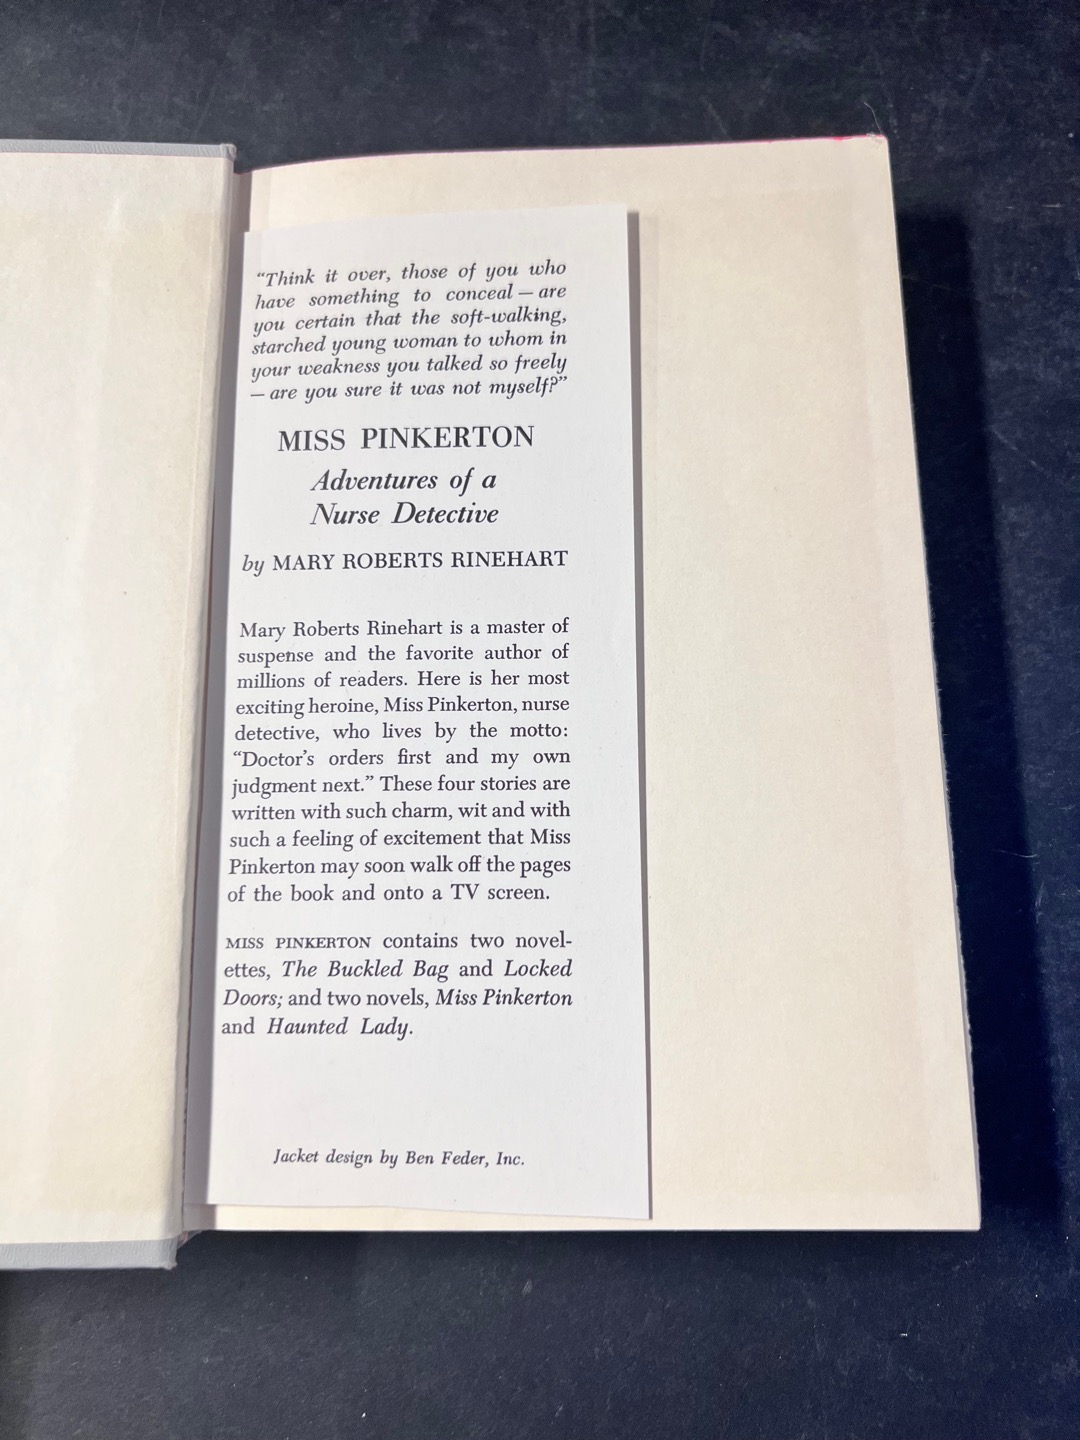 “Think it over, those of you who
have something to conceal — are
you certain that the soft-walking,
starched young woman to whom in
your weakness you talked so freely
— are you sure it was not myself?”
MISS PINKERTON
Adventures of a
Nurse Detective
by MARY ROBERTS RINEHART
Mary Roberts Rinehart is a master of
suspense and the favorite author of
millions of readers. Here is her most
exciting heroine, Miss Pinkerton, nurse
detective, who lives by the motto:
“Doctor’s orders first and my own
judgment next.” These four stories are
written with such charm, wit and with
such a feeling of excitement that Miss
Pinkerton may soon walk off the pages
of the book and onto a TV screen.
MISS PINKERTON contains two novel-
ettes, The Buckled Bag and Locked
Doors; and two novels, Miss Pinkerton
and Haunted Lady.
Jacket design by Ben Feder, Inc.